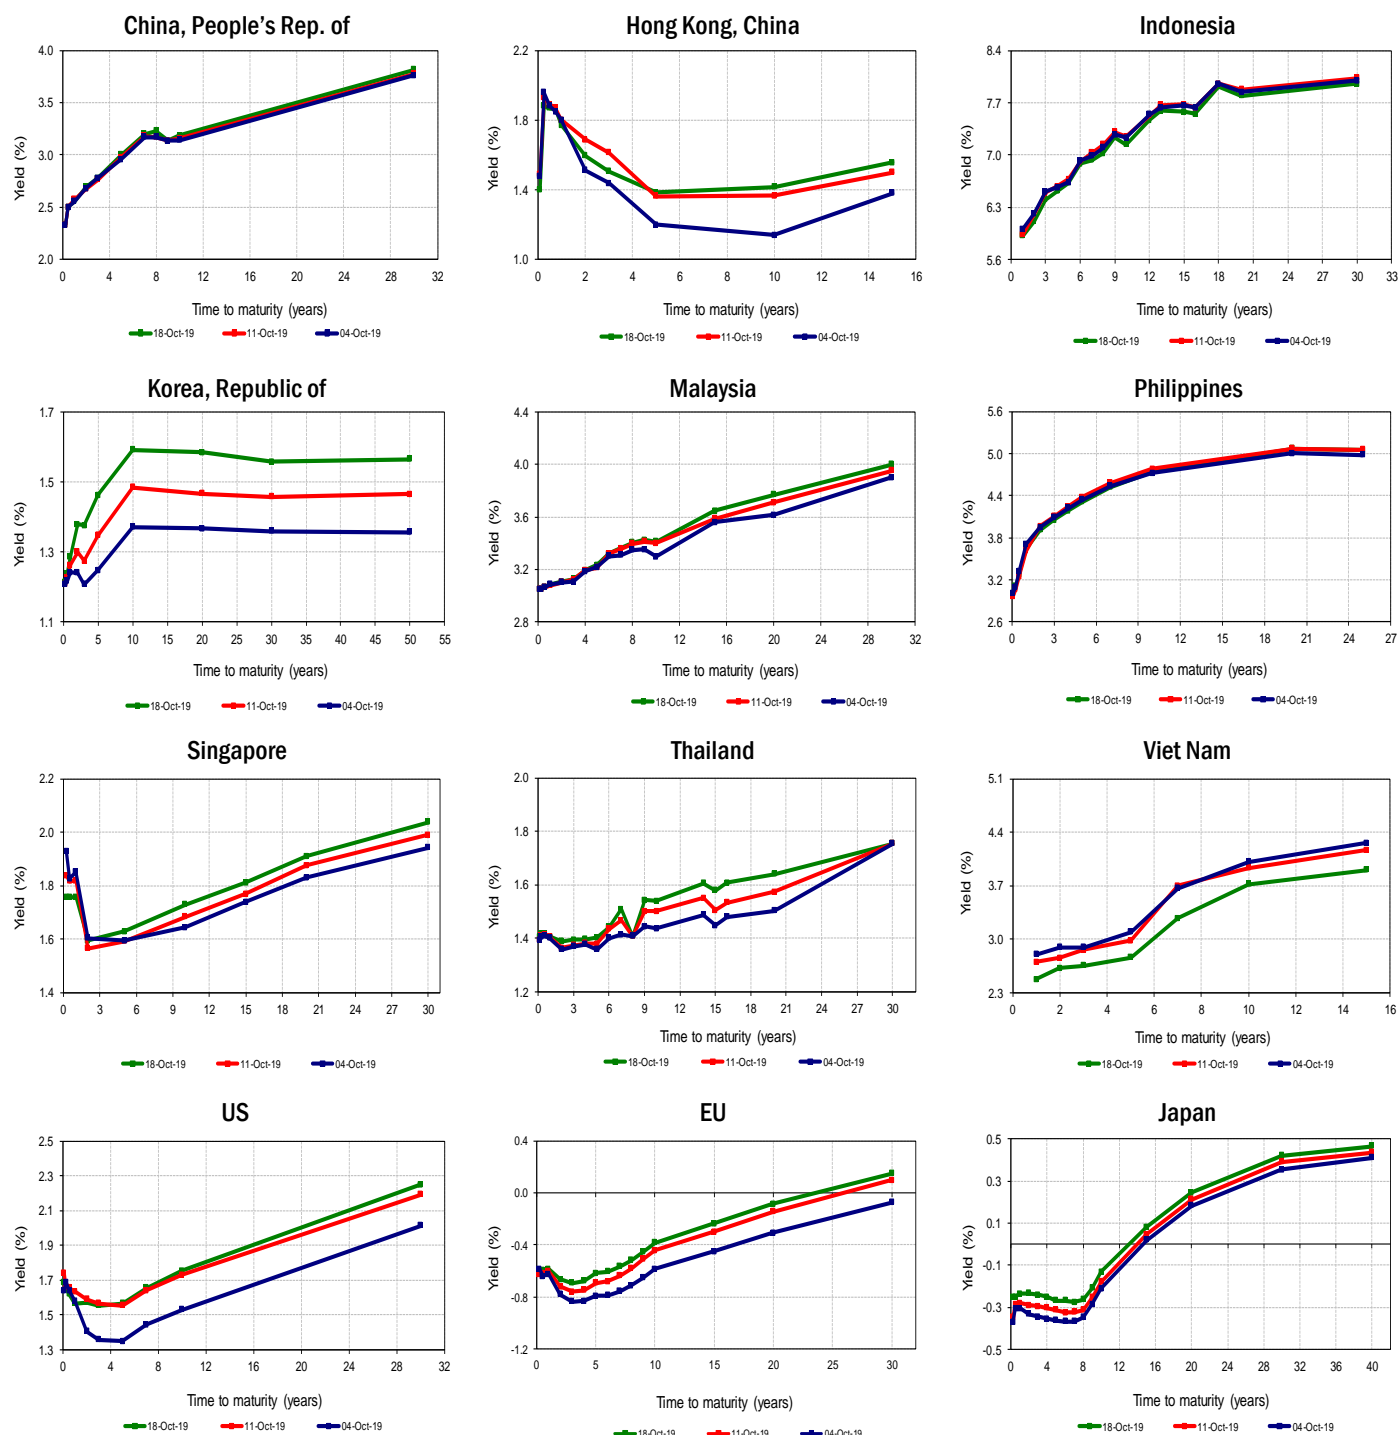 China, People's Rep. of
Hong Kong, China
Indonesia
4.0
3.5
3.0
2.5
2.0
Yield (%)
0 4 8 12 16 20 24 28 32
Time to maturity (years)
18-Oct-19 11-Oct-19 04-Oct-19
2.2
1.8
1.4
1.0
Yield (%)
0 2 4 6 8 10 12 14 16
Time to maturity (years)
18-Oct-19 11-Oct-19 04-Oct-19
8.4
7.7
7.0
6.3
5.6
Yield (%)
0 3 6 9 12 15 18 21 24 27 30 33
Time to maturity (years)
18-Oct-19 11-Oct-19 04-Oct-19
Korea, Republic of
Malaysia
Philippines
1.7
1.5
1.3
1.1
Yield (%)
0 5 10 15 20 25 30 35 40 45 50 55
Time to maturity (years)
18-Oct-19 11-Oct-19 04-Oct-19
4.4
4.0
3.6
3.2
2.8
Yield (%)
0 4 8 12 16 20 24 28 32
Time to maturity (years)
18-Oct-19 11-Oct-19 04-Oct-19
5.6
5.0
4.4
3.8
3.2
2.6
Yield (%)
0 3 6 9 12 15 18 21 24 27
Time to maturity (years)
18-Oct-19 11-Oct-19 04-Oct-19
Singapore
Thailand
Viet Nam
2.2
2.0
1.8
1.6
1.4
Yield (%)
0 3 6 9 12 15 18 21 24 27 30
Time to maturity (years)
18-Oct-19 11-Oct-19 04-Oct-19
2.0
1.8
1.6
1.4
1.2
Yield (%)
0 3 6 9 12 15 18 21 24 27 30
Time to maturity (years)
18-Oct-19 11-Oct-19 04-Oct-19
5.1
4.4
3.7
3.0
2.3
Yield (%)
0 2 4 6 8 10 12 14 16
Time to maturity (years)
18-Oct-19 11-Oct-19 04-Oct-19
US
EU
Japan
2.5
2.3
2.1
1.9
1.7
1.5
1.3
Yield (%)
0 4 8 12 16 20 24 28 32
Time to maturity (years)
18-Oct-19 11-Oct-19 04-Oct-19
0.4
0.0
-0.4
-0.8
-1.2
Yield (%)
0 5 10 15 20 25 30
Time to maturity (years)
18-Oct-19 11-Oct-19 04-Oct-19
0.5
0.3
0.1
-0.1
-0.3
-0.5
Yield (%)
0 4 8 12 16 20 24 28 32 36 40
Time to maturity (years)
18-Oct-19 11-Oct-19 04-Oct-19